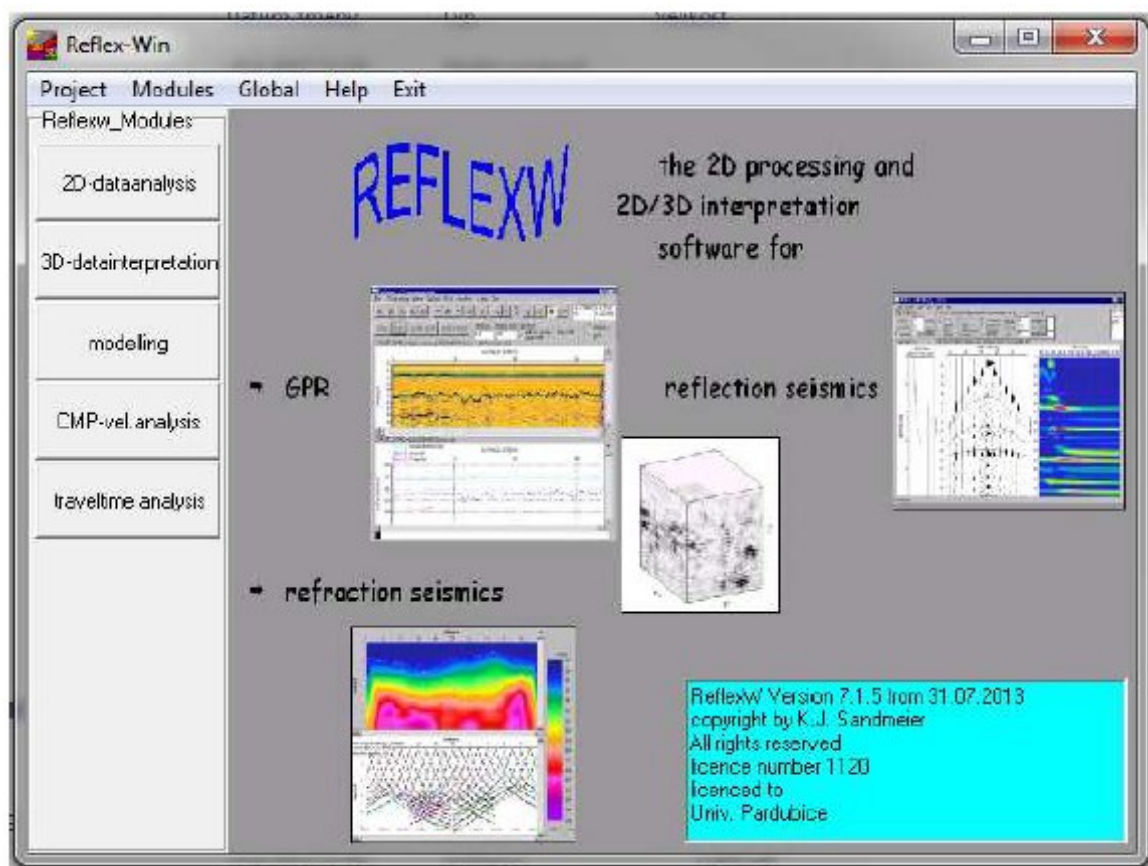 Reflex-Win
Project Modules Global Help Exit
Reflexw_Modules
2D-dataanalysis
3D-datainterpretation
modelling
CMP-vel.analysis
traveltime analysis
REFLEXW
the 2D processing and
2D/3D interpretation
software for
GPR
reflection seismics
refraction seismics
ReflexW Version 7.1.5 from 31.07.2013
copyright by K.J. Sandmeier
All rights reserved
licence number 1120
licenced to
Univ. Pardubice